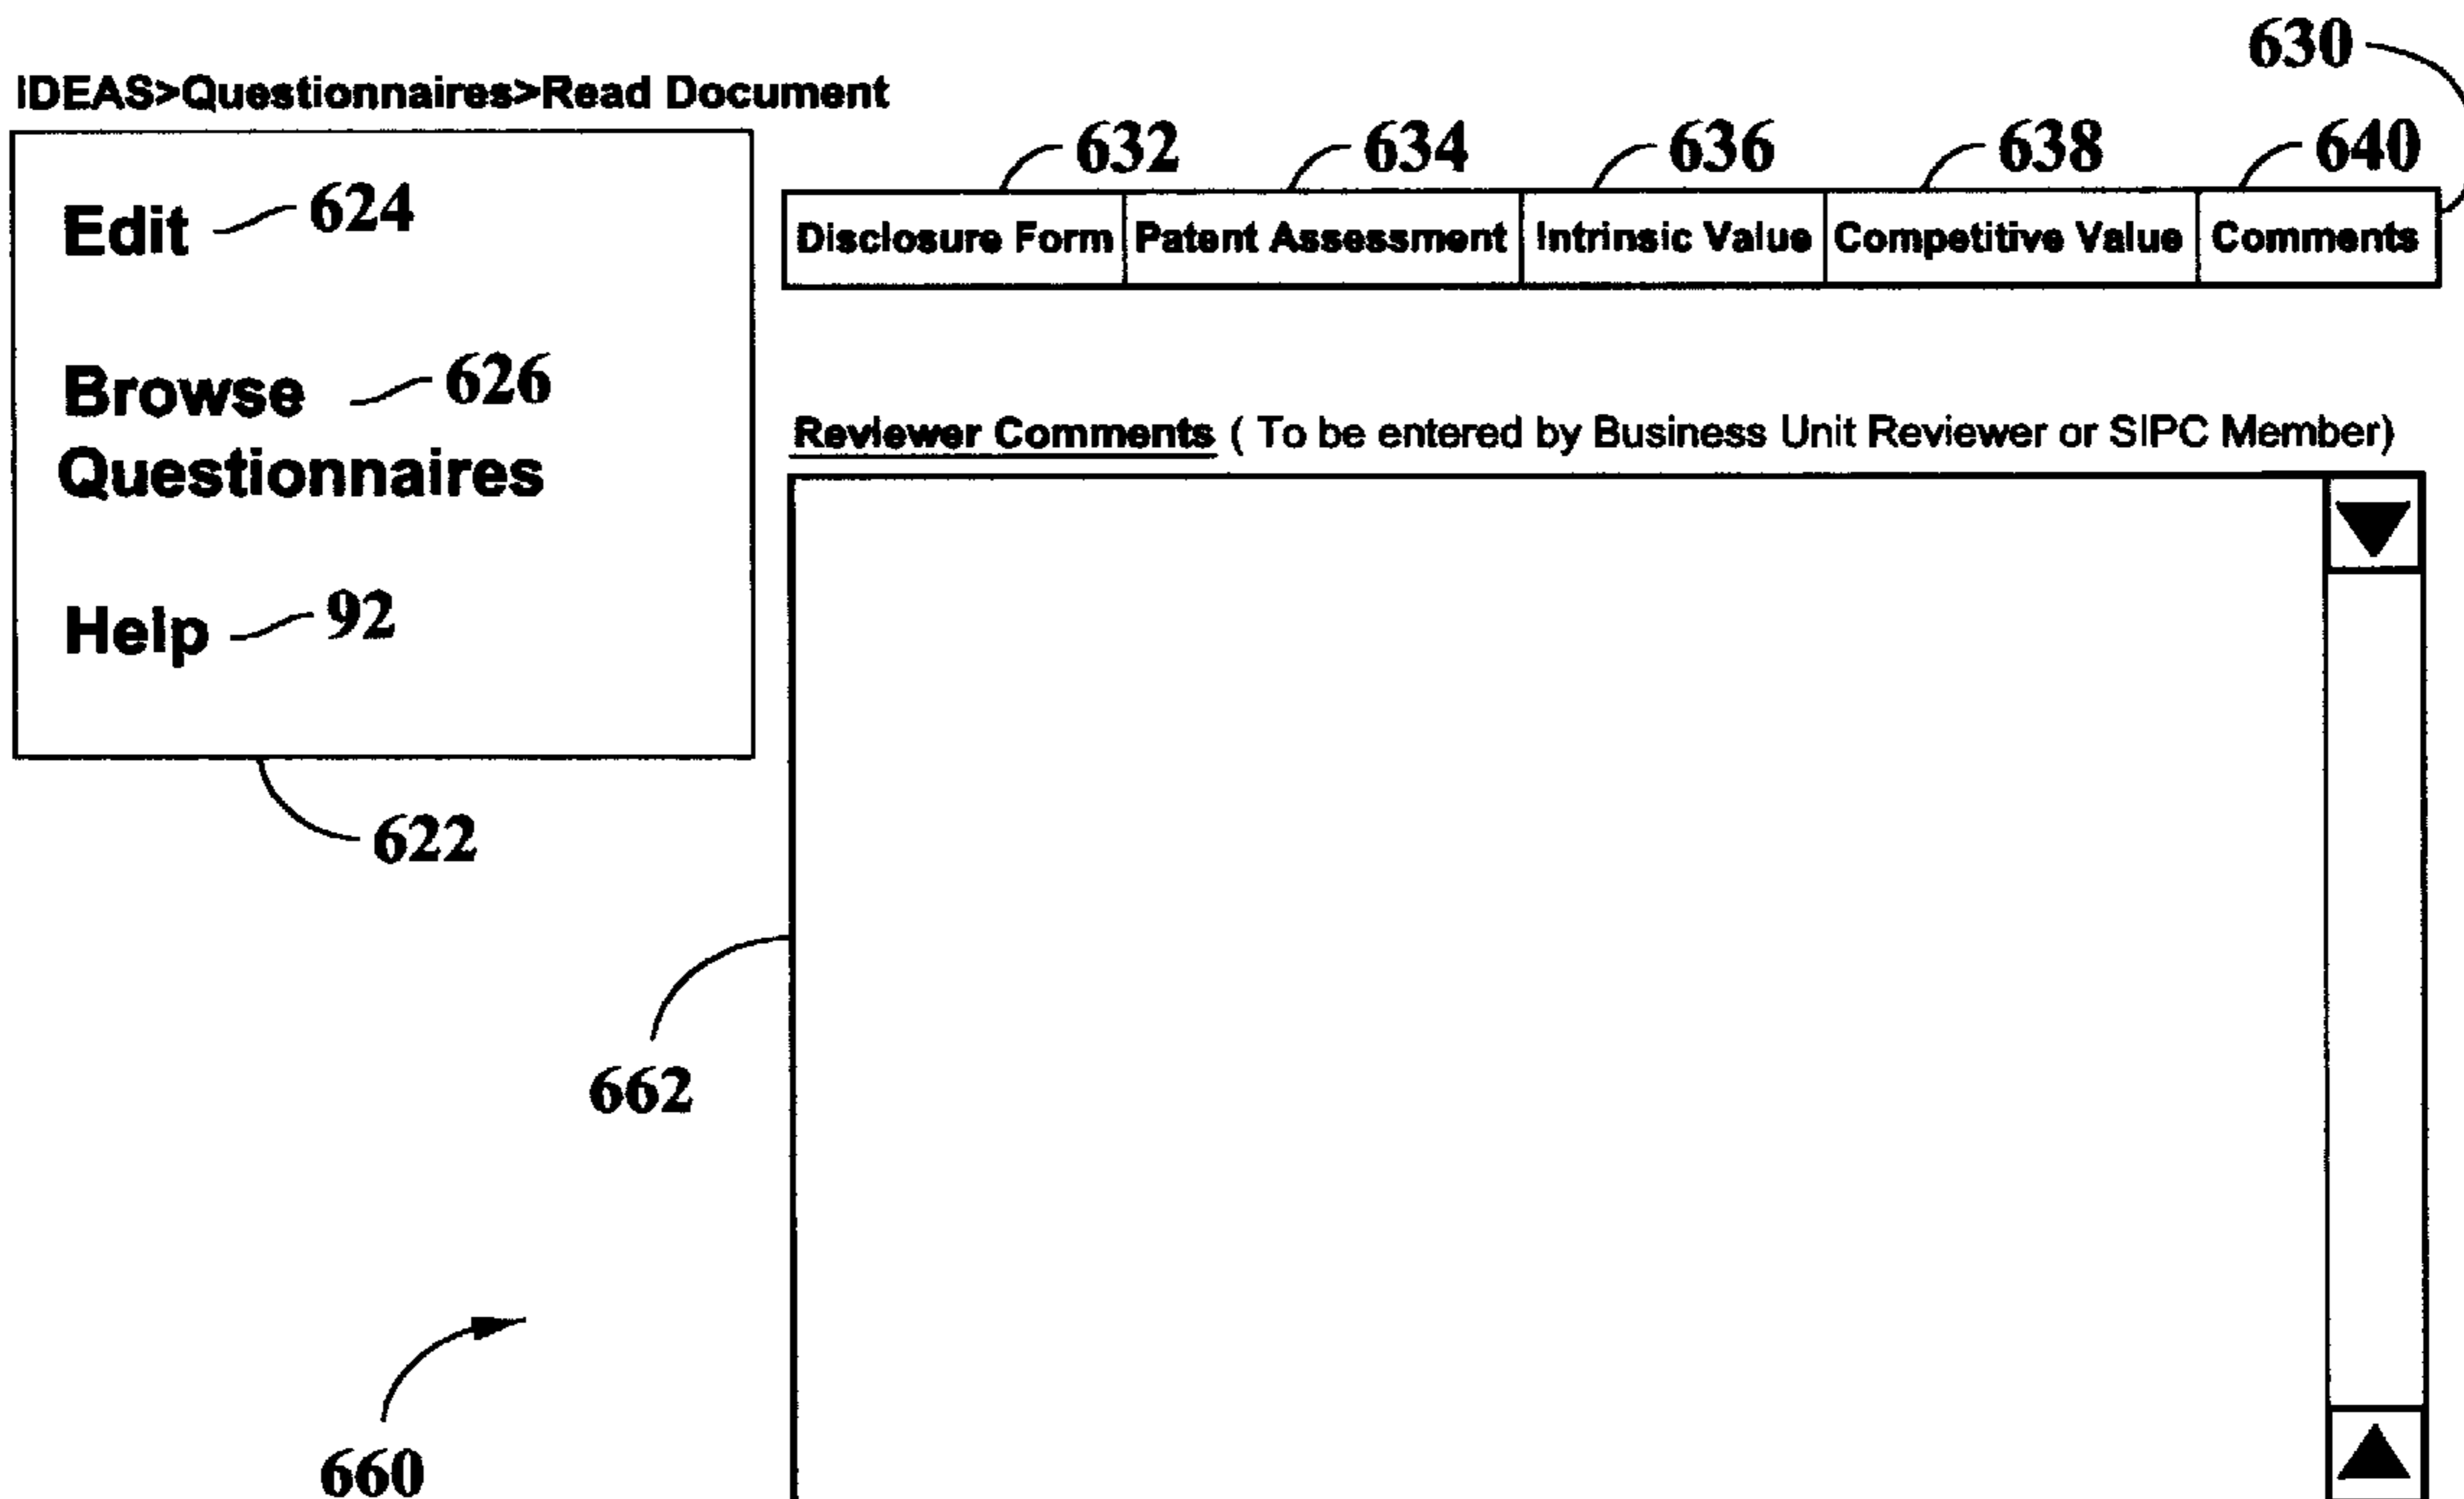 630
IDEAS>Questionnaires>Read Document
632 634 636 638 640
Edit 624
Disclosure Form Patent Assessment Intrinsic Value Competitive Value Comments
Browse 626
Questionnaires
Reviewer Comments ( To be entered by Business Unit Reviewer or SIPC Member)
Help 92
622
662
660